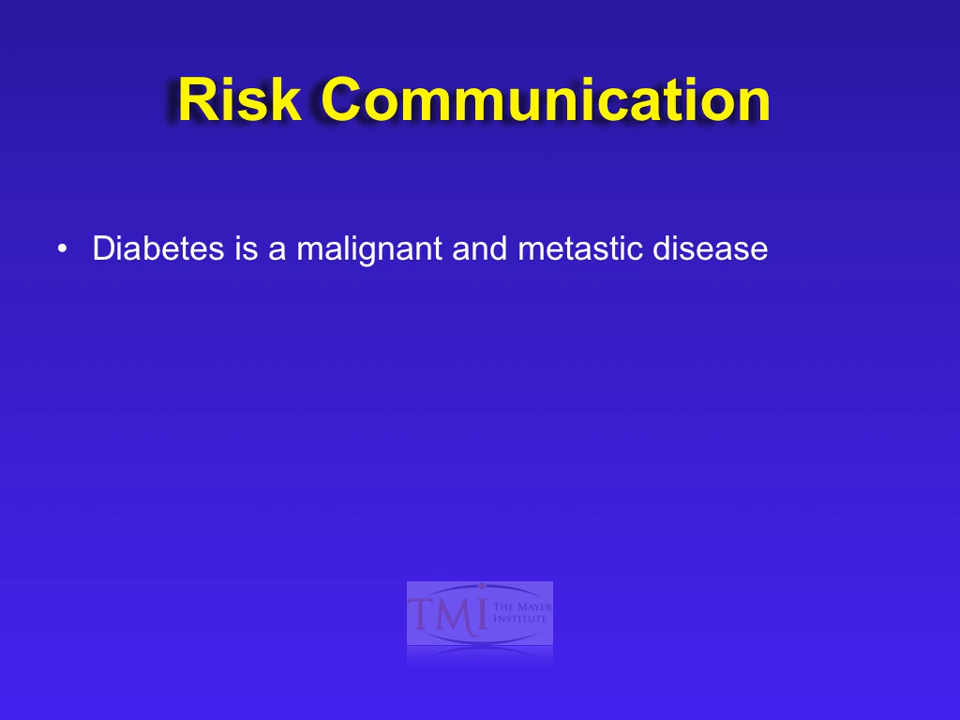 Risk Communication
• Diabetes is a malignant and metastic disease
TMI THE MAYER
INSTITUTE